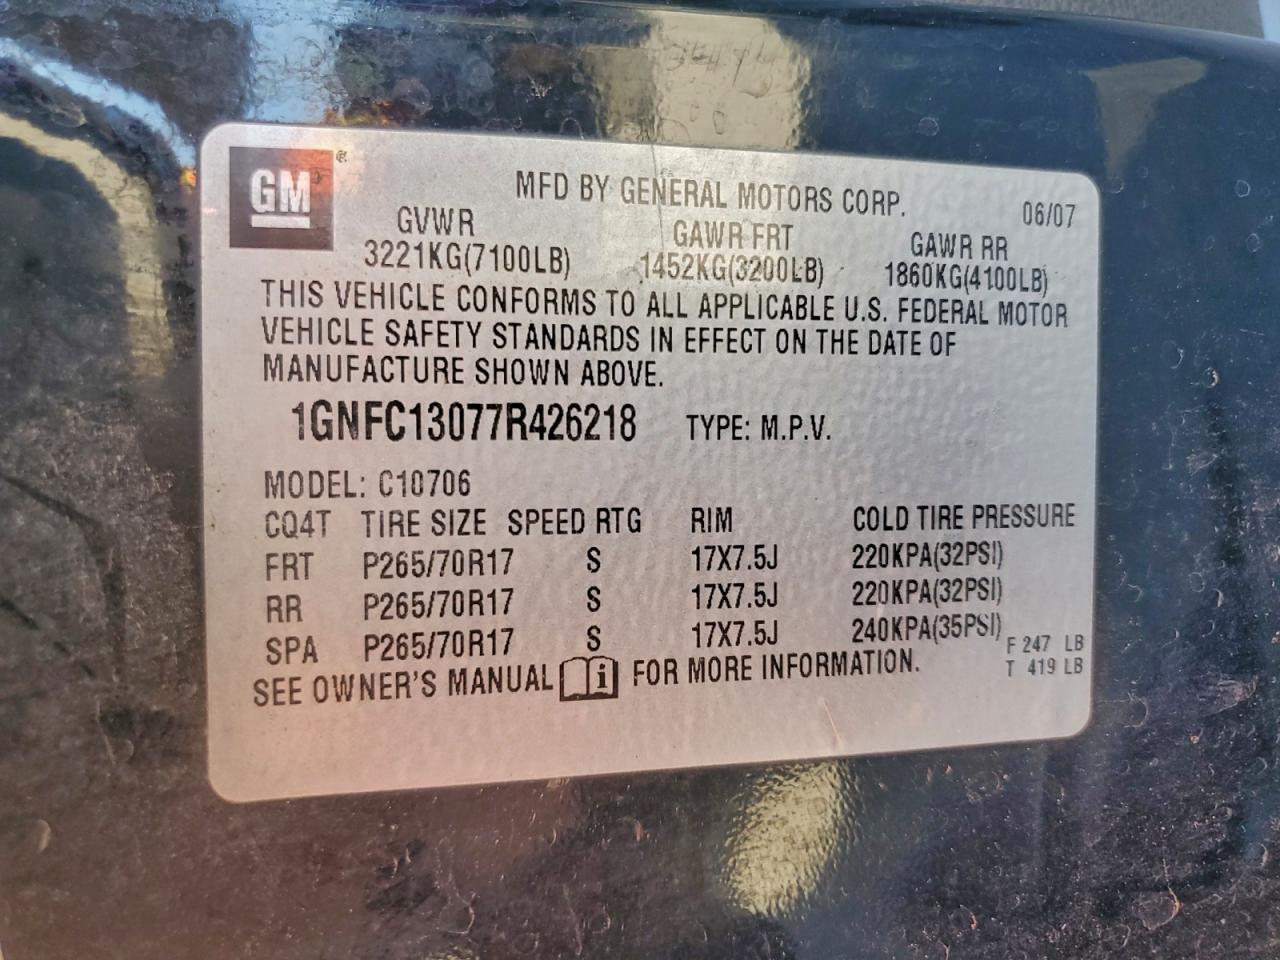 GM®
MFD BY GENERAL MOTORS CORP. 06/07
GVWR GAWR FRT GAWR RR
3221KG(7100LB) 1452KG(3200LB) 1860KG(4100LB)
THIS VEHICLE CONFORMS TO ALL APPLICABLE U.S. FEDERAL MOTOR
VEHICLE SAFETY STANDARDS IN EFFECT ON THE DATE OF
MANUFACTURE SHOWN ABOVE.
1GNFC13077R426218 TYPE: M.P.V.
MODEL: C10706
CQ4T TIRE SIZE SPEED RTG RIM COLD TIRE PRESSURE
FRT P265/70R17 S 17X7.5J 220KPA(32PSI)
RR P265/70R17 S 17X7.5J 220KPA(32PSI)
SPA P265/70R17 S 17X7.5J 240KPA(35PSI)
F 247 LB
T 419 LB
SEE OWNER'S MANUAL i FOR MORE INFORMATION.